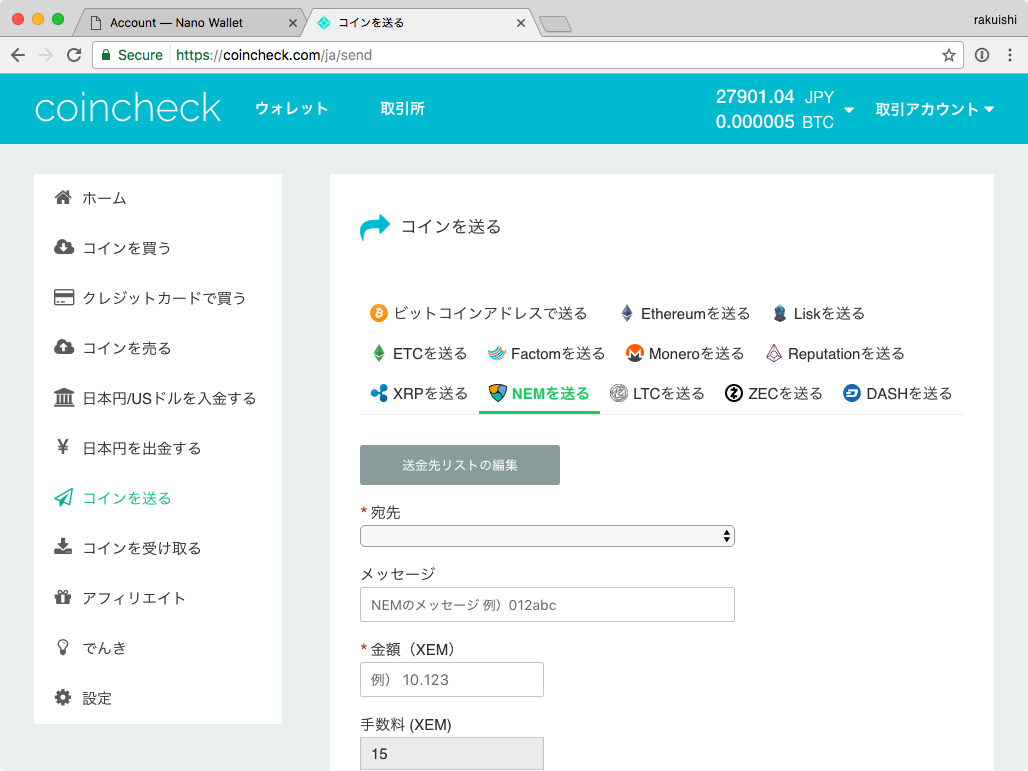 Account — Nano Wallet
コインを送る
rakuishi
Secure
https://coincheck.com/ja/send
coincheck
ウォレット
取引所
27901.04 JPY
0.000005 BTC
取引アカウント
ホーム
コインを買う
クレジットカードで買う
コインを売る
日本円/USドルを入金する
日本円を出金する
コインを送る
コインを受け取る
アフィリエイト
でんき
設定
コインを送る
ビットコインアドレスで送る Ethereumを送る Liskを送る
ETCを送る Factomを送る Moneroを送る Reputationを送る
XRPを送る NEMを送る LTCを送る ZECを送る DASHを送る
送金先リストの編集
* 宛先
メッセージ
NEMのメッセージ 例）012abc
* 金額（XEM）
例） 10.123
手数料 (XEM)
15